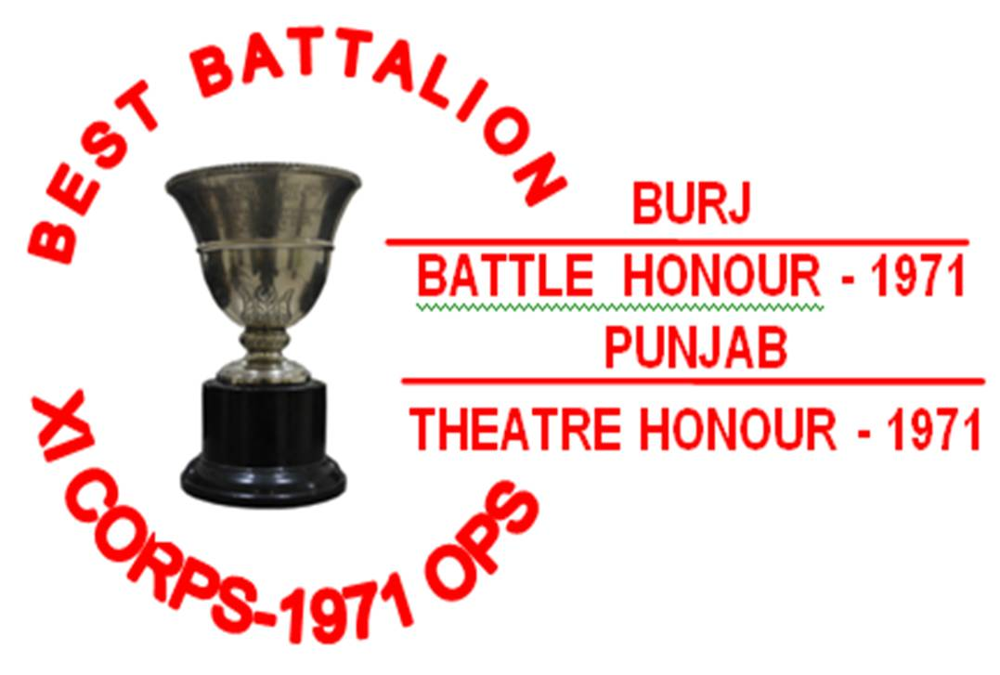 BEST BATTALION
BURJ
BATTLE HONOUR - 1971
PUNJAB
THEATRE HONOUR - 1971
XI CORPS-1971 OPS